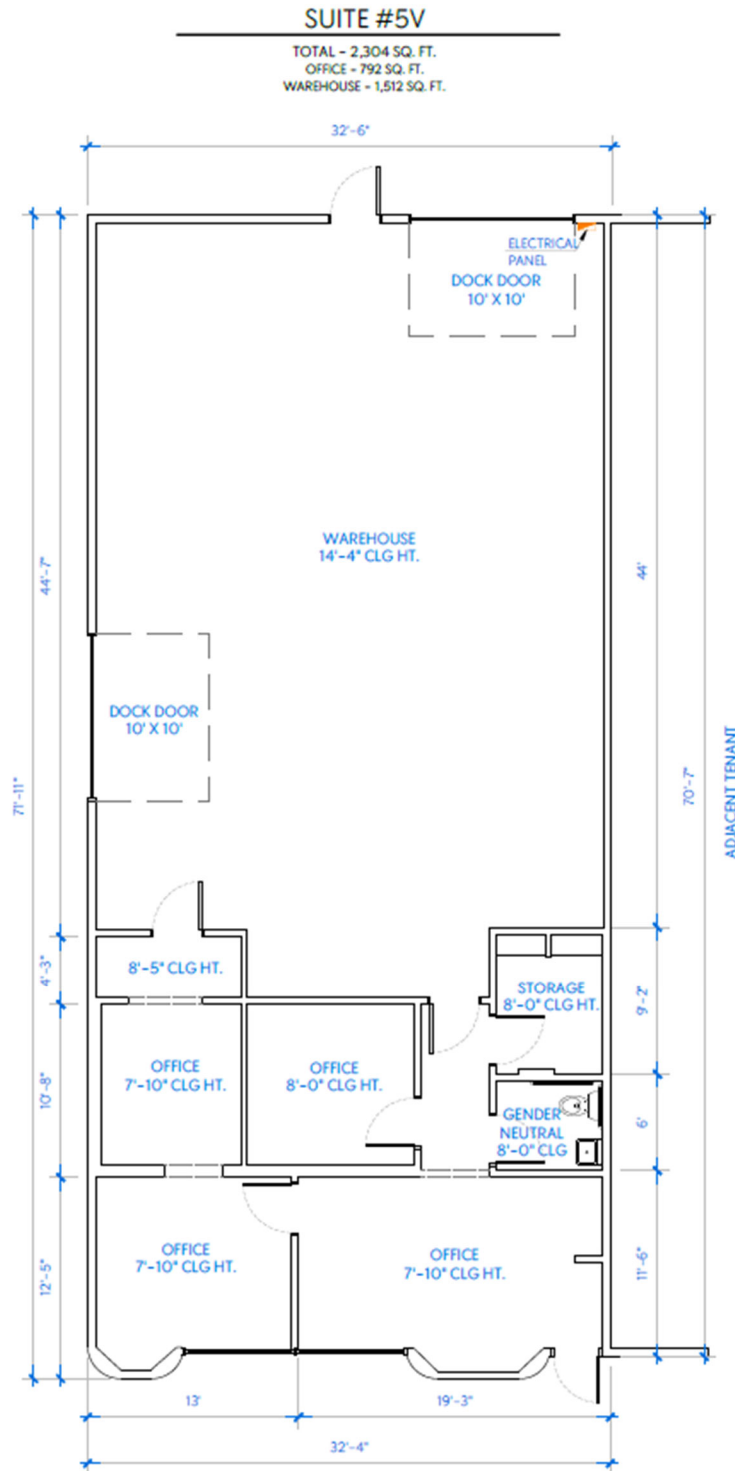 SUITE #5V
TOTAL - 2,304 SQ. FT.
OFFICE - 792 SQ. FT.
WAREHOUSE - 1,512 SQ. FT.
32'-6"
ELECTRICAL
PANEL
DOCK DOOR
10' X 10'
WAREHOUSE
14'-4" CLG HT.
44'-7"
44'
DOCK DOOR
10' X 10'
71'-11"
70'-7"
ADJACENT TENANT
4'-3"
8'-5" CLG HT.
STORAGE
8'-0" CLG HT.
9'-2"
10'-8"
OFFICE
7'-10" CLG HT.
OFFICE
8'-0" CLG HT.
GENDER
NEUTRAL
8'-0" CLG
6'
12'-5"
OFFICE
7'-10" CLG HT.
OFFICE
7'-10" CLG HT.
11'-6"
13'
19'-3"
32'-4"